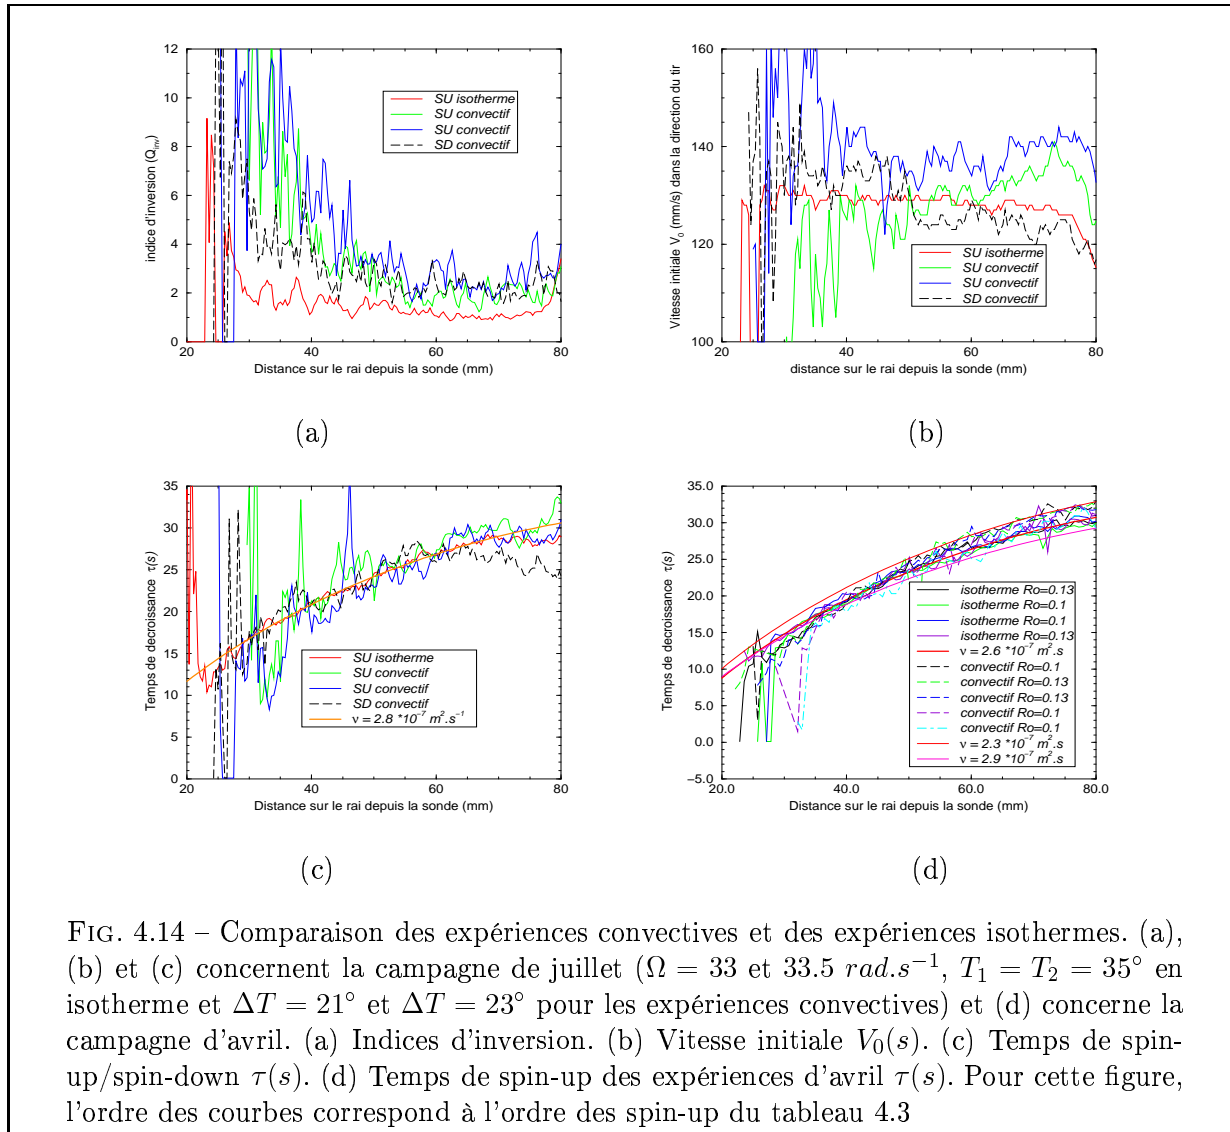 12
10
8
6
4
2
0
20
40
60
80
indice d'inversion (Q_inv)
Distance sur le rai depuis la sonde (mm)
SU isotherme
SU convectif
SU convectif
SD convectif
(a)
160
140
120
100
20
40
60
80
Vitesse initiale V_0 (mm/s) dans la direction du tir
distance sur le rai depuis la sonde (mm)
SU isotherme
SU convectif
SU convectif
SD convectif
(b)
35
30
25
20
15
10
5
0
20
40
60
80
Temps de decroissance τ(s)
Distance sur le rai depuis la sonde (mm)
SU isotherme
SU convectif
SU convectif
SD convectif
ν = 2.8 *10⁻⁷ m².s⁻¹
(c)
35.0
30.0
25.0
20.0
15.0
10.0
5.0
0.0
−5.0
20.0
40.0
60.0
80.0
Temps de decroissance τ(s)
Distance sur le rai depuis la sonde (mm)
isotherme Ro=0.13
isotherme Ro=0.1
isotherme Ro=0.1
isotherme Ro=0.13
ν = 2.6 *10⁻⁷ m².s
convectif Ro=0.1
convectif Ro=0.13
convectif Ro=0.13
convectif Ro=0.1
convectif Ro=0.1
ν = 2.3 *10⁻⁷ m².s
ν = 2.9 *10⁻⁷ m².s
(d)
FIG. 4.14 – Comparaison des expériences convectives et des expériences isothermes. (a),
(b) et (c) concernent la campagne de juillet (Ω = 33 et 33.5 rad.s⁻¹, T₁ = T₂ = 35° en
isotherme et ΔT = 21° et ΔT = 23° pour les expériences convectives) et (d) concerne la
campagne d'avril. (a) Indices d'inversion. (b) Vitesse initiale V₀(s). (c) Temps de spin-
up/spin-down τ(s). (d) Temps de spin-up des expériences d'avril τ(s). Pour cette figure,
l'ordre des courbes correspond à l'ordre des spin-up du tableau 4.3